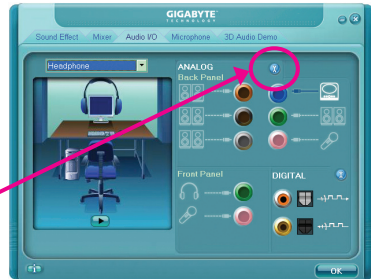 GIGABYTE
TECHNOLOGY
Sound Effect Mixer Audio I/O Microphone 3D Audio Demo
Headphone
ANALOG
Back Panel
Front Panel
DIGITAL
OK